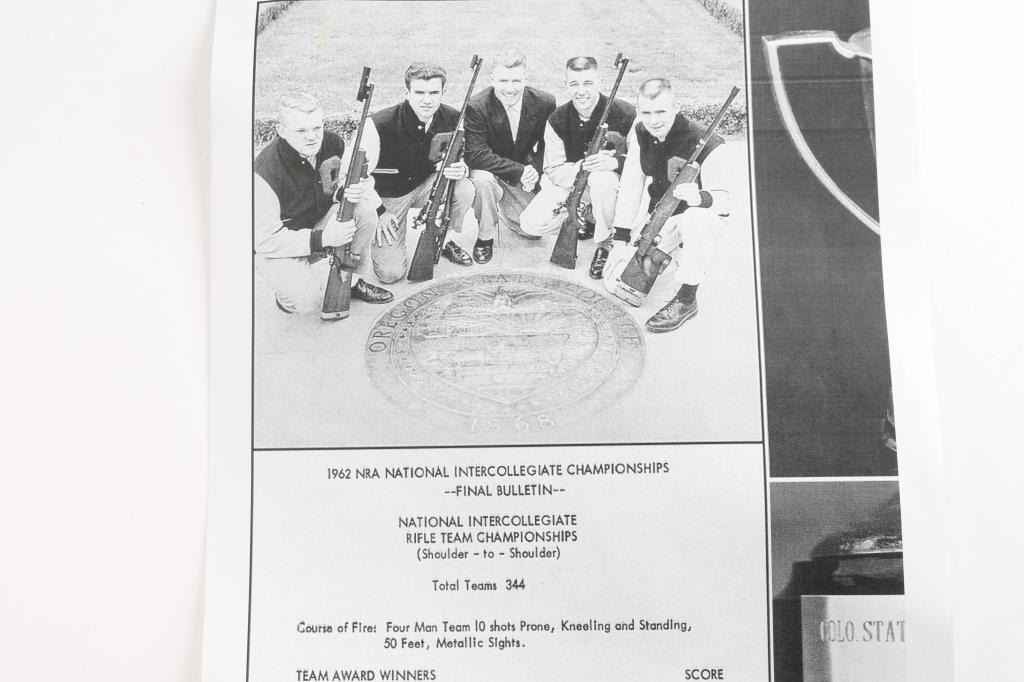 OREGON STATE
1868
1962 NRA NATIONAL INTERCOLLEGIATE CHAMPIONSHIPS
--FINAL BULLETIN--
NATIONAL INTERCOLLEGIATE
RIFLE TEAM CHAMPIONSHIPS
(Shoulder - to - Shoulder)
Total Teams 344
Course of Fire: Four Man Team 10 shots Prone, Kneeling and Standing,
50 Feet, Metallic Sights.
TEAM AWARD WINNERS SCORE
COLO. STAT